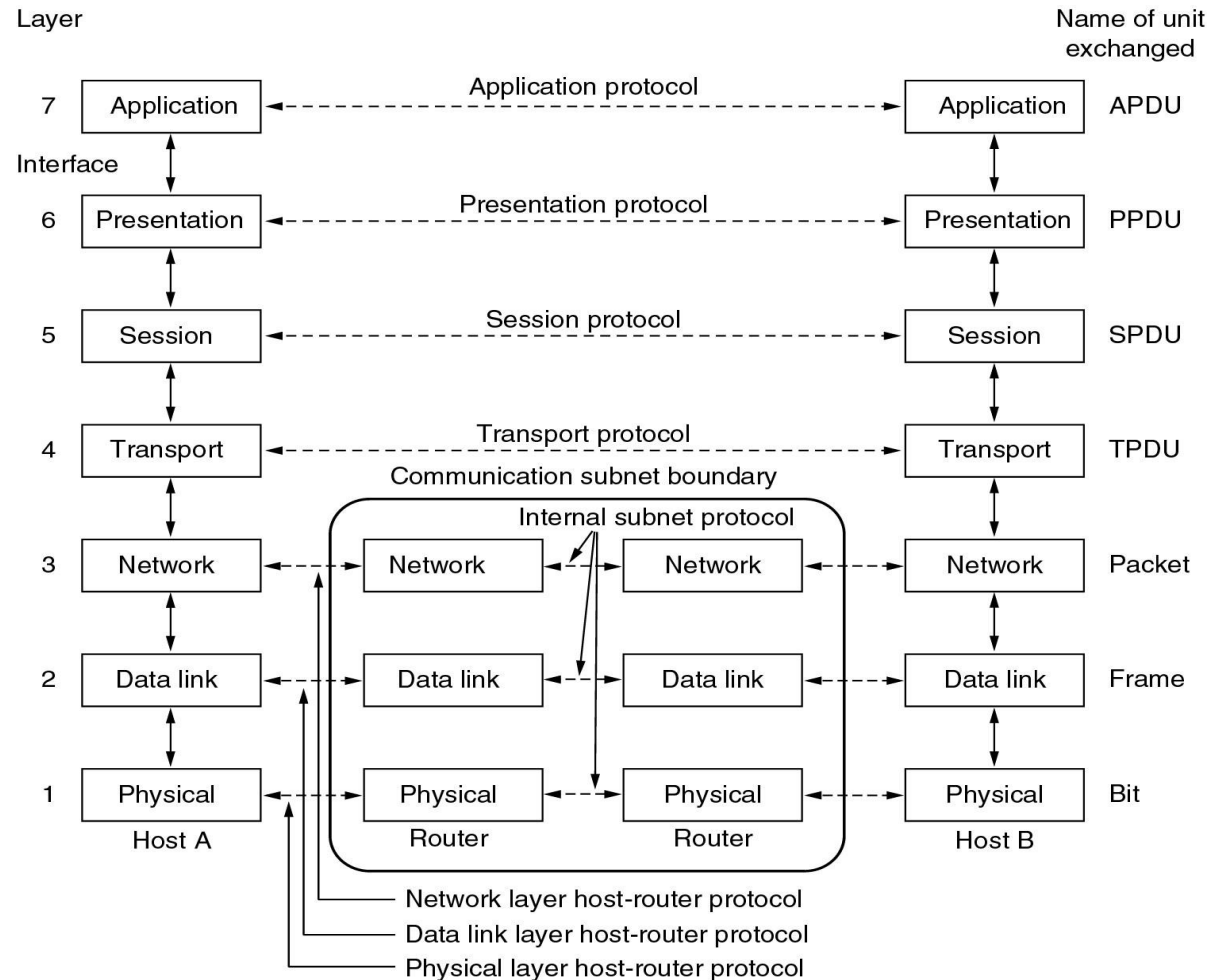 Layer
Name of unit
exchanged
Application protocol
7
Application
Application
APDU
Interface
Presentation protocol
6
Presentation
Presentation
PPDU
Session protocol
5
Session
Session
SPDU
Transport protocol
4
Transport
Transport
TPDU
Communication subnet boundary
Internal subnet protocol
3
Network
Network
Network
Network
Packet
2
Data link
Data link
Data link
Data link
Frame
1
Physical
Physical
Physical
Physical
Bit
Host A
Router
Router
Host B
Network layer host-router protocol
Data link layer host-router protocol
Physical layer host-router protocol